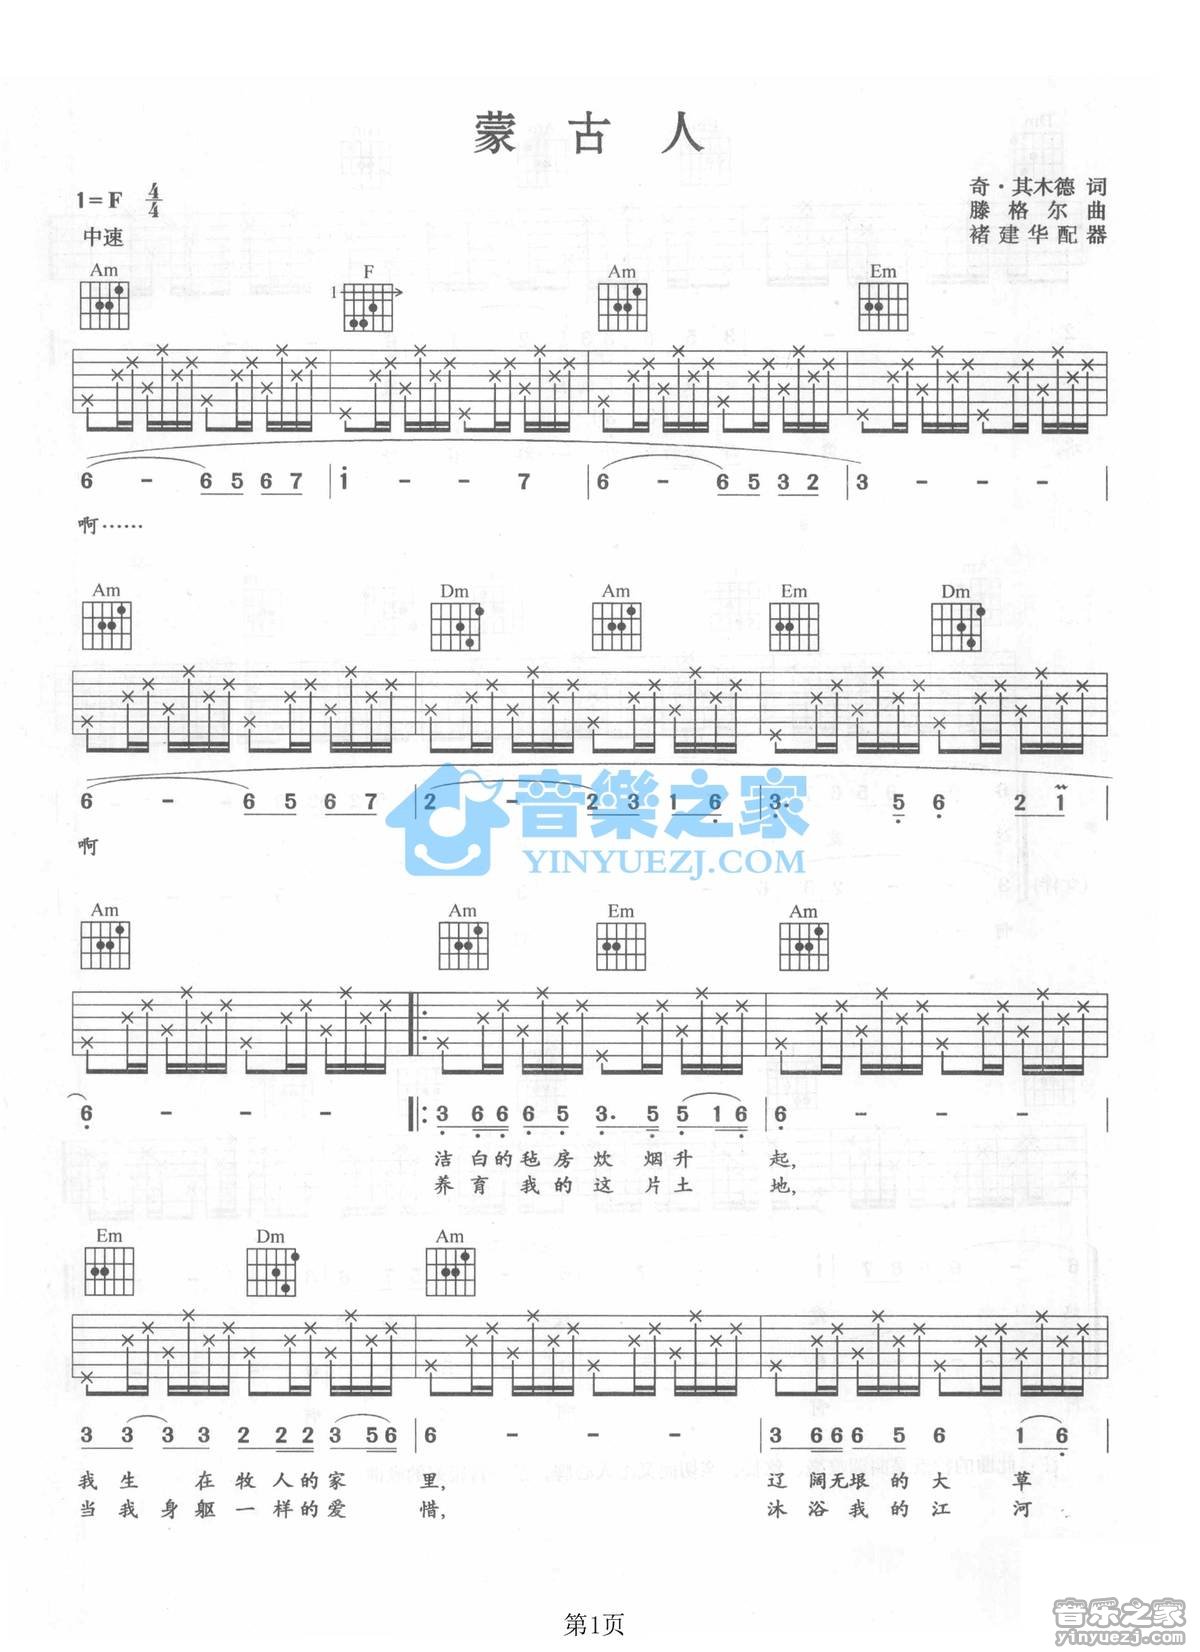 蒙古人
1=F 4/4
奇·其木德 词
滕格尔 曲
中速
褚建华配器
Am F Am Em
1
6 - 6 5 6 7 | i - - 7 | 6 - 6 5 3 2 | 3 - - - |
啊……
Am Dm Am Em Dm
6 - 6 5 6 7 | 2 - 2 3 1 6 | 3. 5 6 2 1
音樂之家
YINYUEZJ.COM
啊
Am Am Em Am
6 - - - |: 3 6 6 6 5 3. 5 5 1 6 | 6 - - - |
洁白的毡房炊烟升起,
养育我的这片土地,
Em Dm Am
3 3 3 3 2 2 2 2 3 5 6 | 6 - - - | 3 6 6 6 5 5 5 1 6 |
我生在牧人的家里, 辽阔无垠的大草
当我身躯一样的爱惜, 沐浴我的江河
第1页
音乐之家
yinyuezj.com